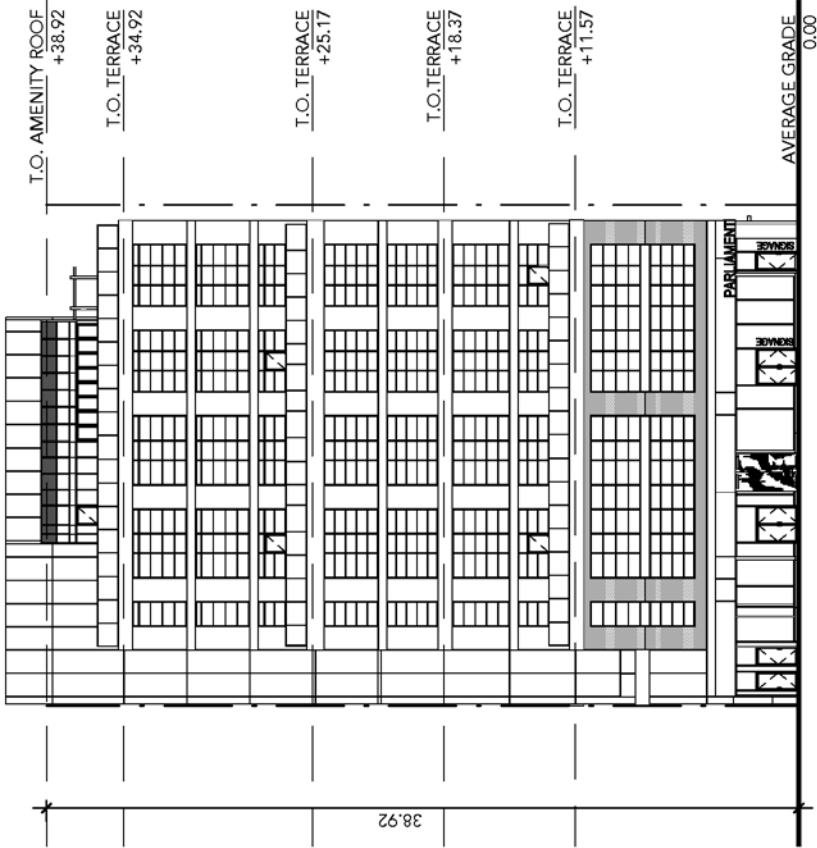 T.O. AMENITY ROOF
+38.92
T.O. TERRACE
+34.92
T.O. TERRACE
+25.17
T.O.TERRACE
+18.37
T.O. TERRACE
+11.57
AVERAGE GRADE
0.00
PARLIAMENT
SIGNAGE
SIGNAGE
38.92